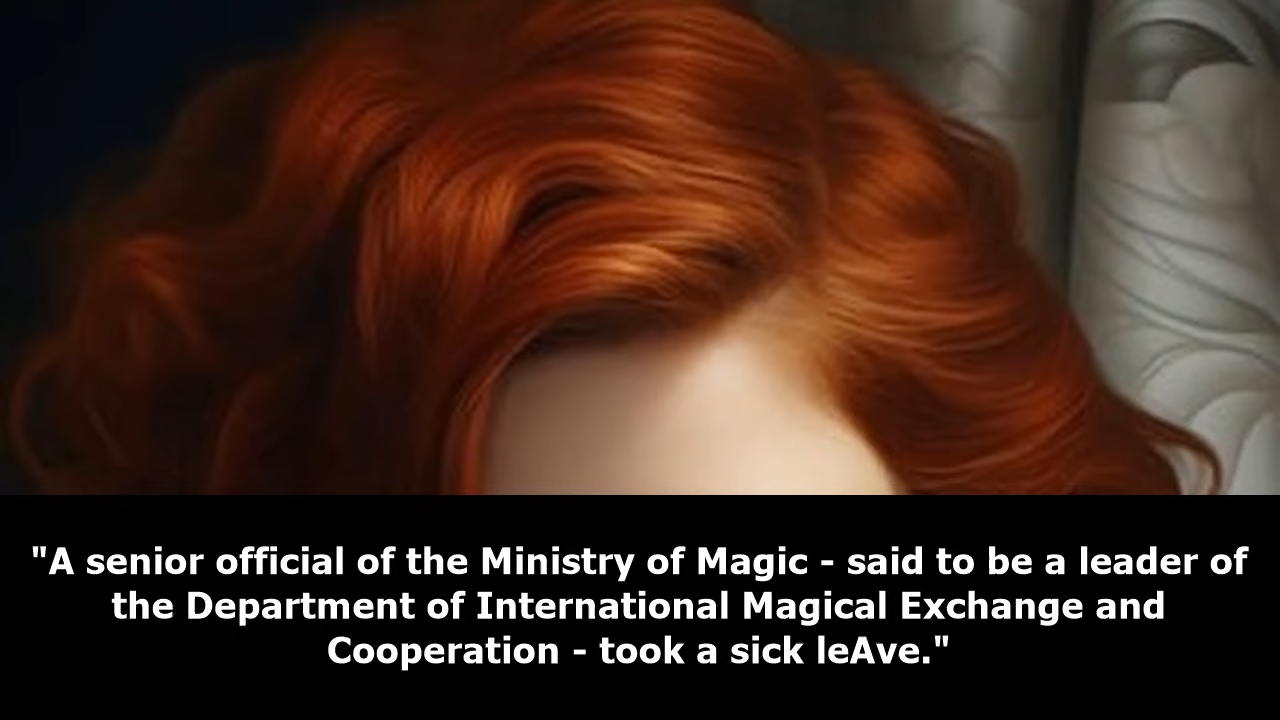 "A senior official of the Ministry of Magic - said to be a leader of
the Department of International Magical Exchange and
Cooperation - took a sick leAve."